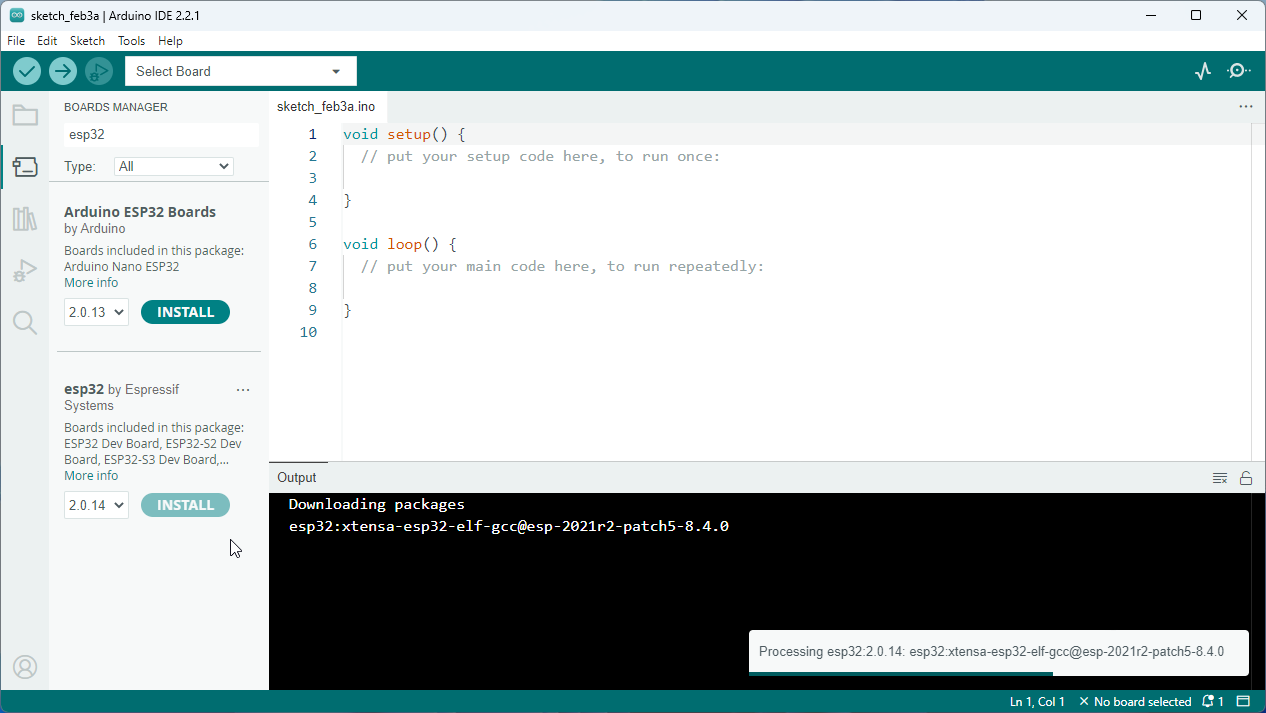 sketch_feb3a | Arduino IDE 2.2.1
File Edit Sketch Tools Help
Select Board
BOARDS MANAGER
esp32
Type: All
Arduino ESP32 Boards
by Arduino
Boards included in this package:
Arduino Nano ESP32
More info
2.0.13 INSTALL
esp32 by Espressif
Systems
Boards included in this package:
ESP32 Dev Board, ESP32-S2 Dev
Board, ESP32-S3 Dev Board,...
More info
2.0.14 INSTALL
sketch_feb3a.ino
1 void setup() {
2 // put your setup code here, to run once:
3
4 }
5
6 void loop() {
7 // put your main code here, to run repeatedly:
8
9 }
10
Output
Downloading packages
esp32:xtensa-esp32-elf-gcc@esp-2021r2-patch5-8.4.0
Processing esp32:2.0.14: esp32:xtensa-esp32-elf-gcc@esp-2021r2-patch5-8.4.0
Ln 1, Col 1 × No board selected 1